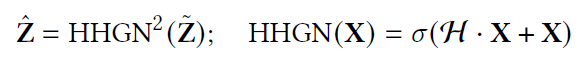 Ẑ = HHGN²(Z̃); HHGN(X) = σ(ℋ · X + X)